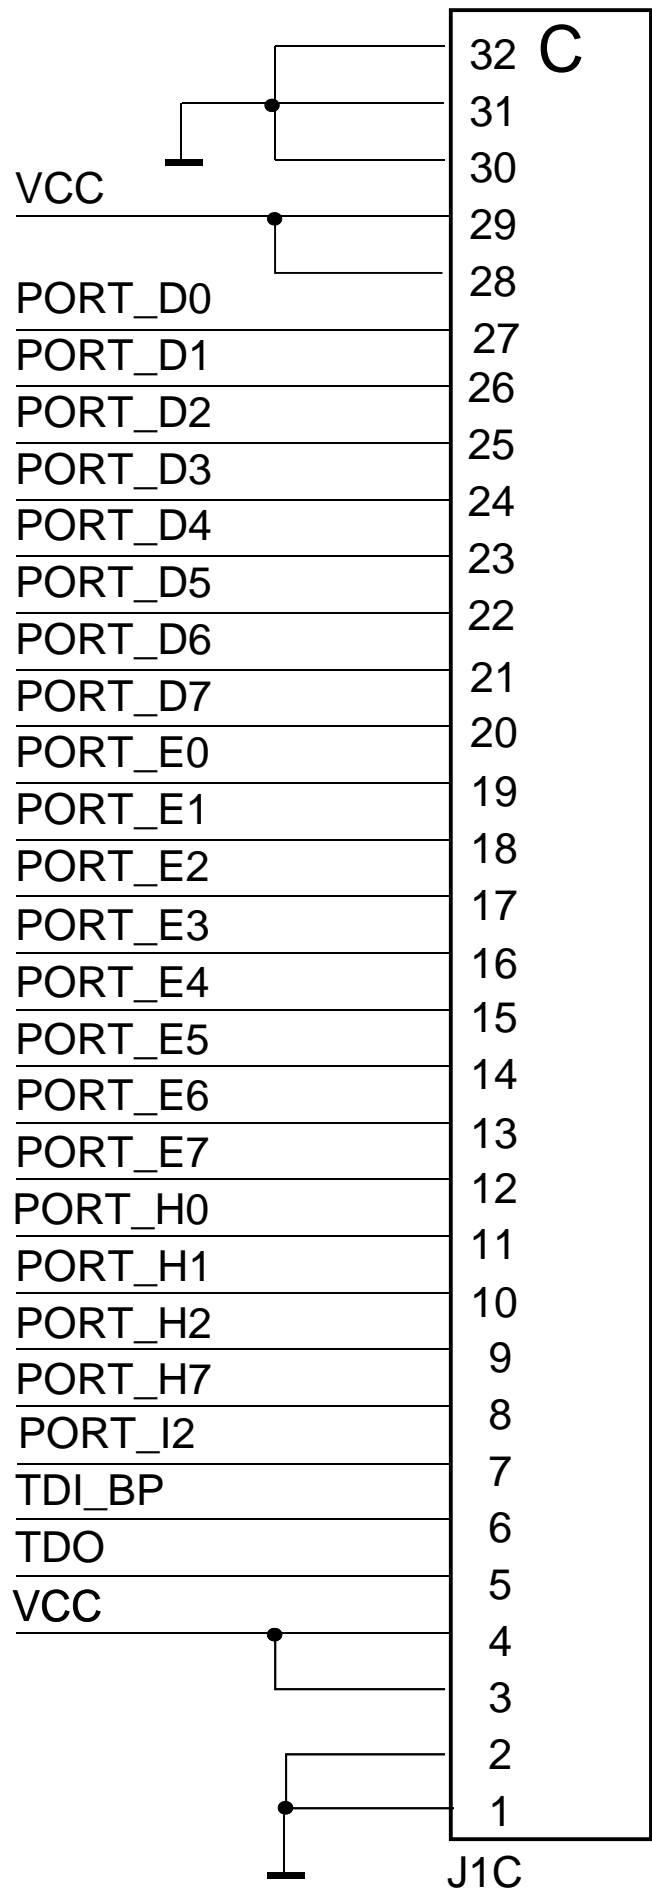 32 C
31
30
VCC
29
28
PORT_D0
27
PORT_D1
26
PORT_D2
25
PORT_D3
24
PORT_D4
23
PORT_D5
22
PORT_D6
21
PORT_D7
20
PORT_E0
19
PORT_E1
18
PORT_E2
17
PORT_E3
16
PORT_E4
15
PORT_E5
14
PORT_E6
13
PORT_E7
12
PORT_H0
11
PORT_H1
10
PORT_H2
9
PORT_H7
8
PORT_I2
7
TDI_BP
6
TDO
5
VCC
4
3
2
1
J1C